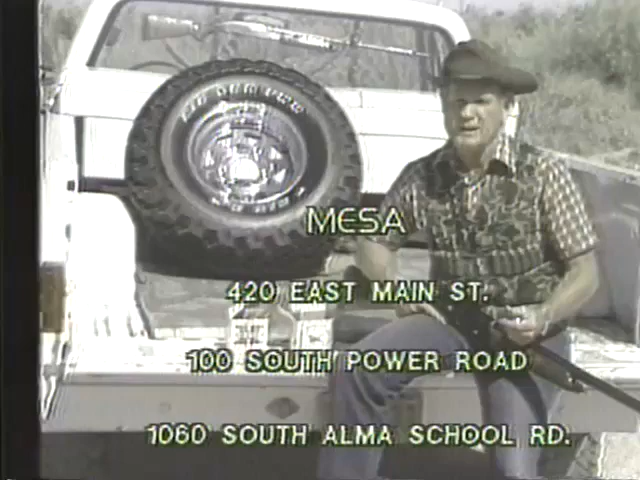 MESA
420 EAST MAIN ST.
100 SOUTH POWER ROAD
1060 SOUTH ALMA SCHOOL RD.